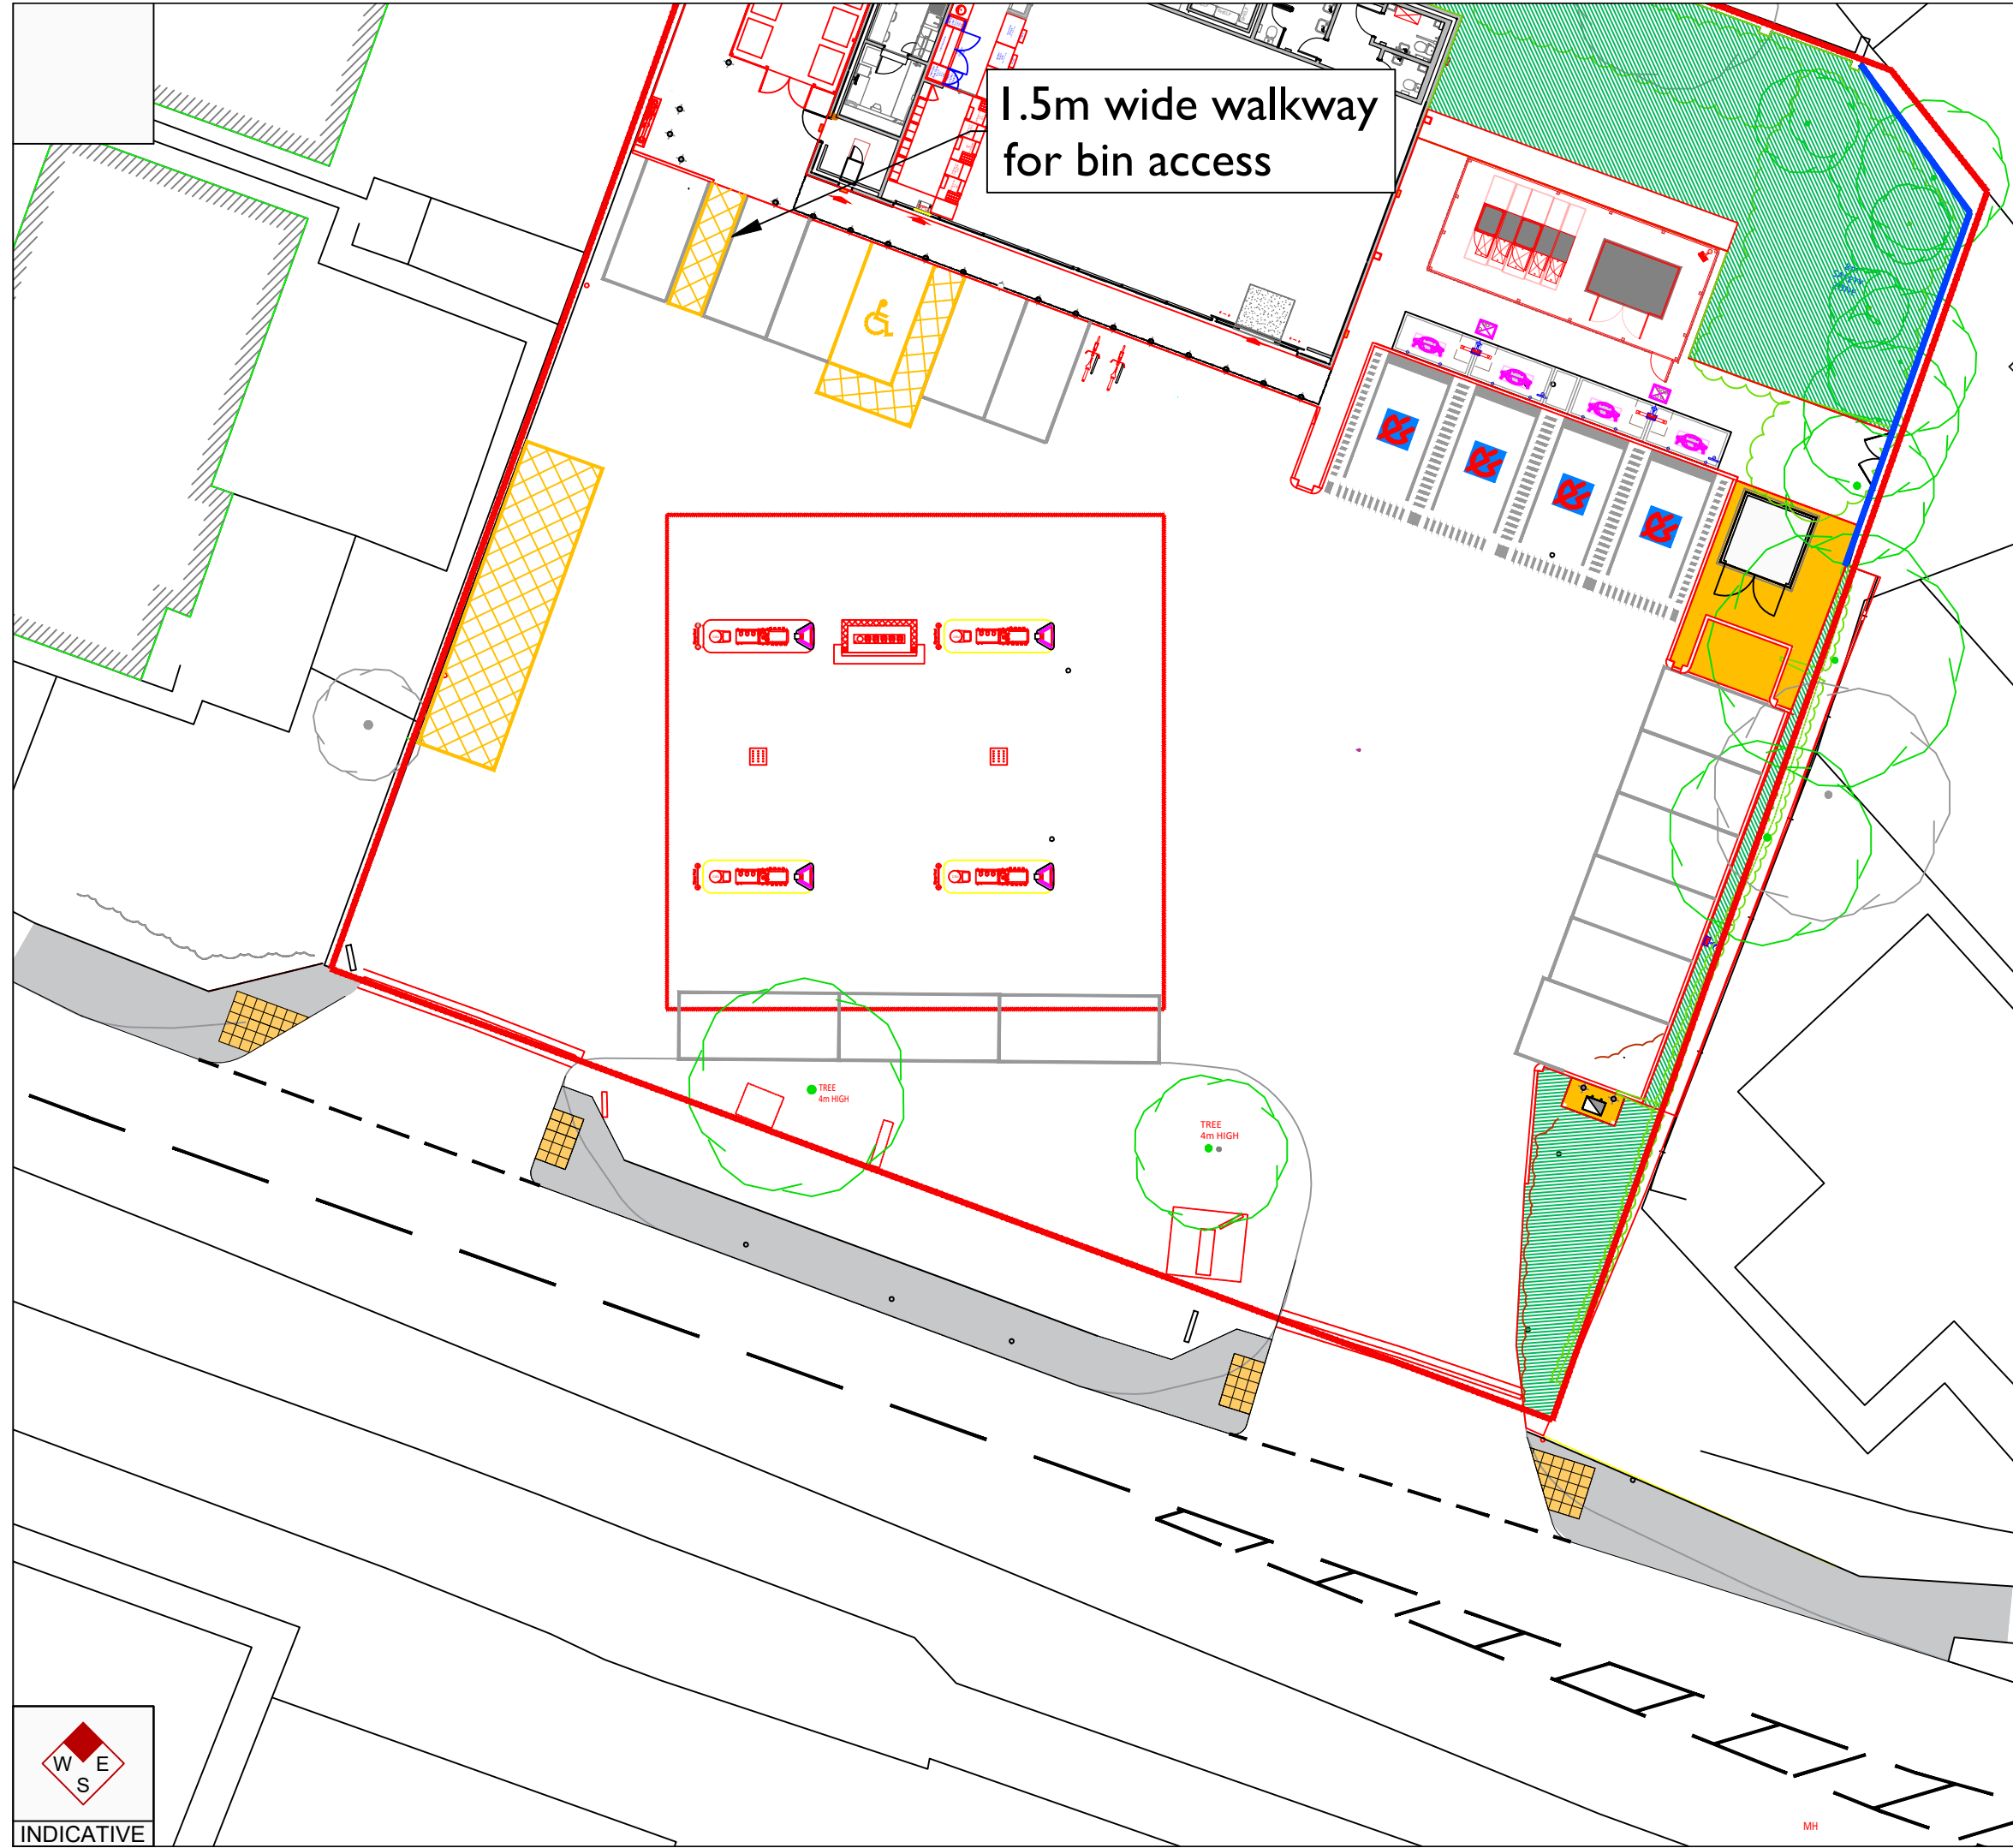 1.5m wide walkway
for bin access
TREE
4m HIGH
TREE
4m HIGH
W E
S
INDICATIVE
MH